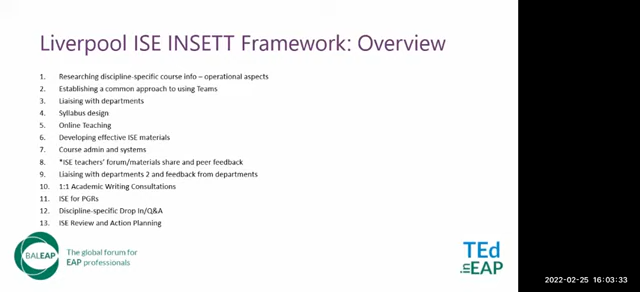 Liverpool ISE INSETT Framework: Overview
1. Researching discipline-specific course info – operational aspects
2. Establishing a common approach to using Teams
3. Liaising with departments
4. Syllabus design
5. Online Teaching
6. Developing effective ISE materials
7. Course admin and systems
8. *ISE teachers' forum/materials share and peer feedback
9. Liaising with departments 2 and feedback from departments
10. 1:1 Academic Writing Consultations
11. ISE for PGRs
12. Discipline-specific Drop In/Q&A
13. ISE Review and Action Planning
BALEAP
The global forum for
EAP professionals
TEd
in EAP
2022-02-25 16:03:33